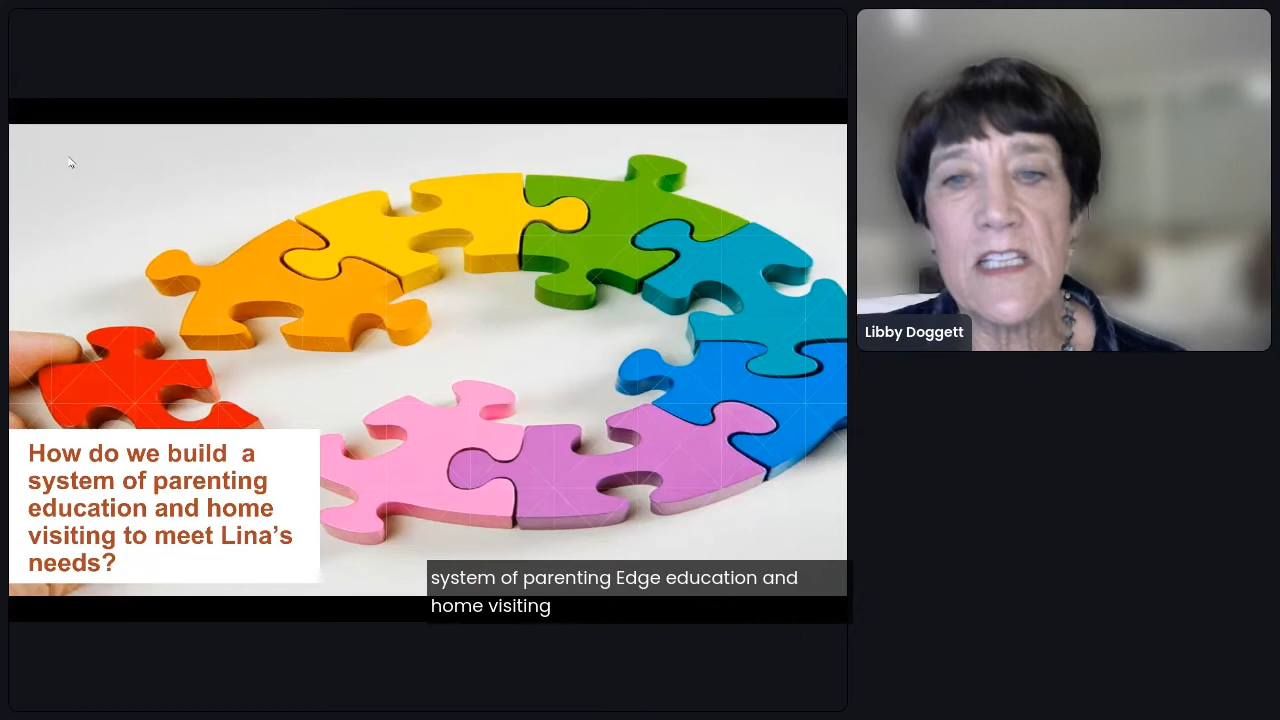 How do we build  a
system of parenting
education and home
visiting to meet Lina's
needs?
system of parenting Edge education and
home visiting
Libby Doggett